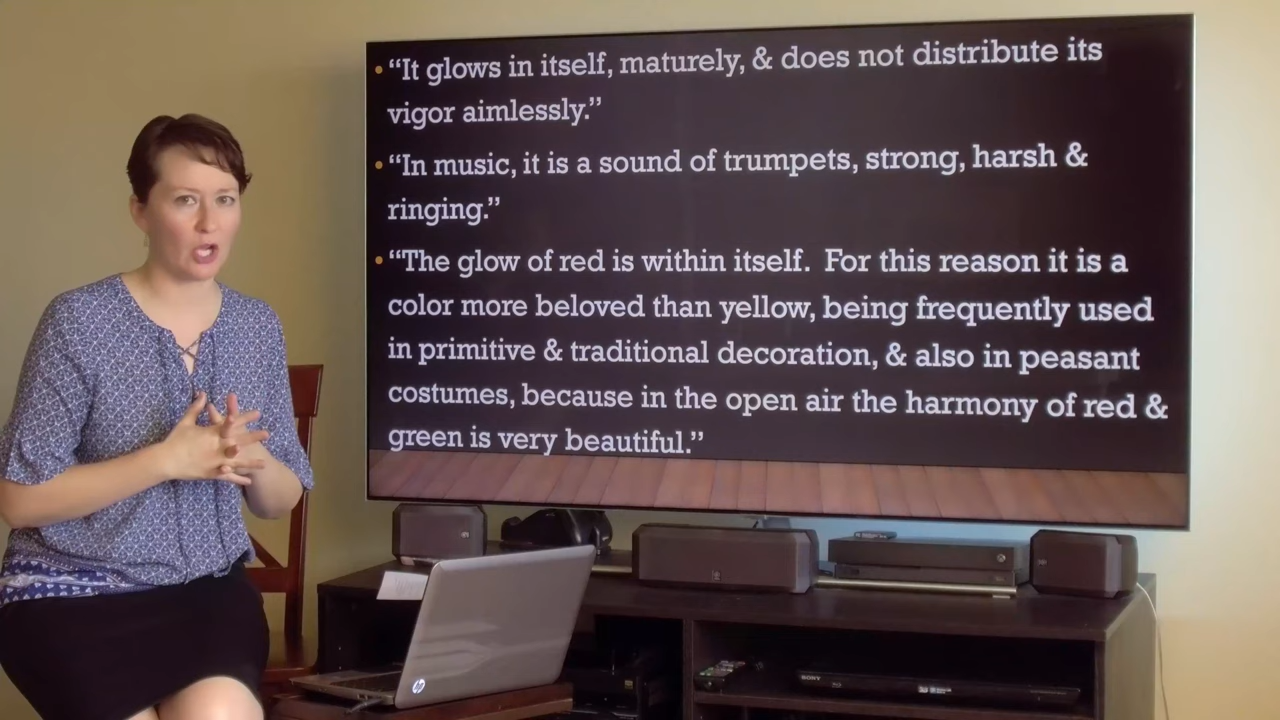 • “It glows in itself, maturely, & does not distribute its
vigor aimlessly.”
• “In music, it is a sound of trumpets, strong, harsh &
ringing.”
• “The glow of red is within itself.  For this reason it is a
color more beloved than yellow, being frequently used
in primitive & traditional decoration, & also in peasant
costumes, because in the open air the harmony of red &
green is very beautiful.”
hp
SONY